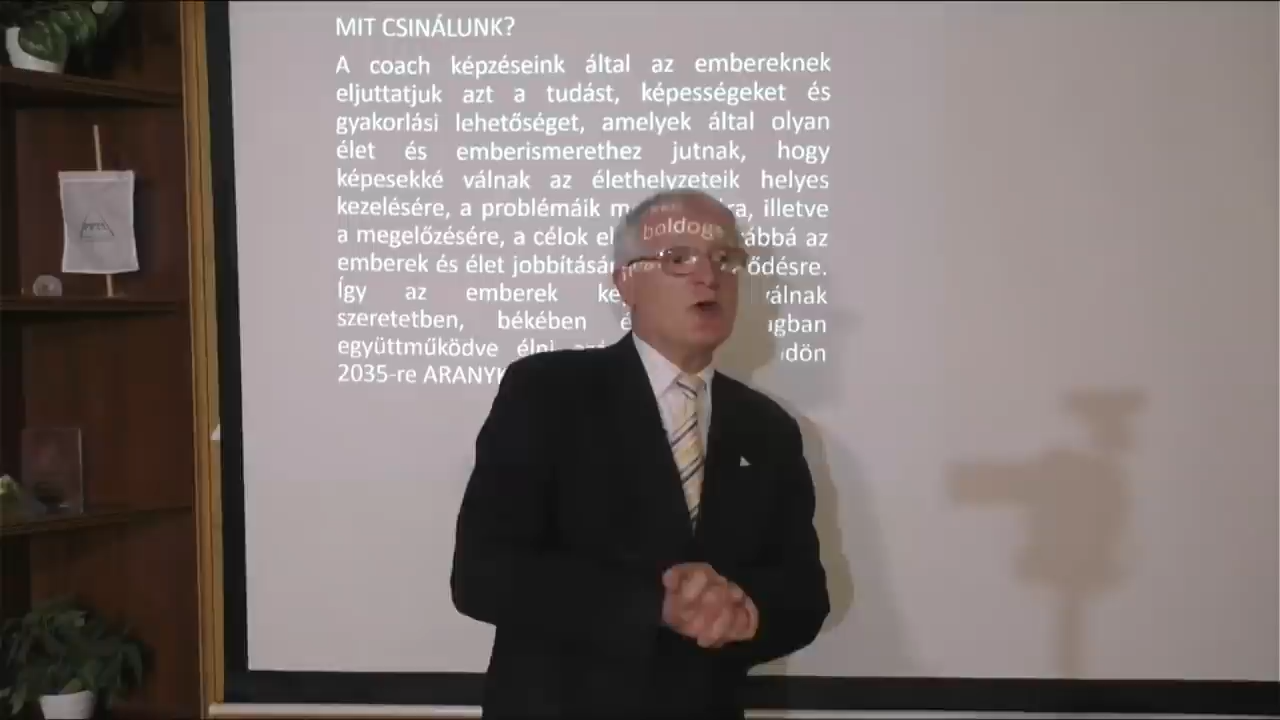 MIT CSINÁLUNK?
A coach képzéseink által az embereknek
eljuttatjuk azt a tudást, képességeket és
gyakorlási lehetőséget, amelyek által olyan
élet és emberismerethez jutnak, hogy
képesekké válnak az élethelyzeteik helyes
kezelésére, a problémáik illetve
a megelőzésére, a célok az
emberek és élet
Így az emberek válnak
szeretetben, békében
együttműködve élni
2035-re